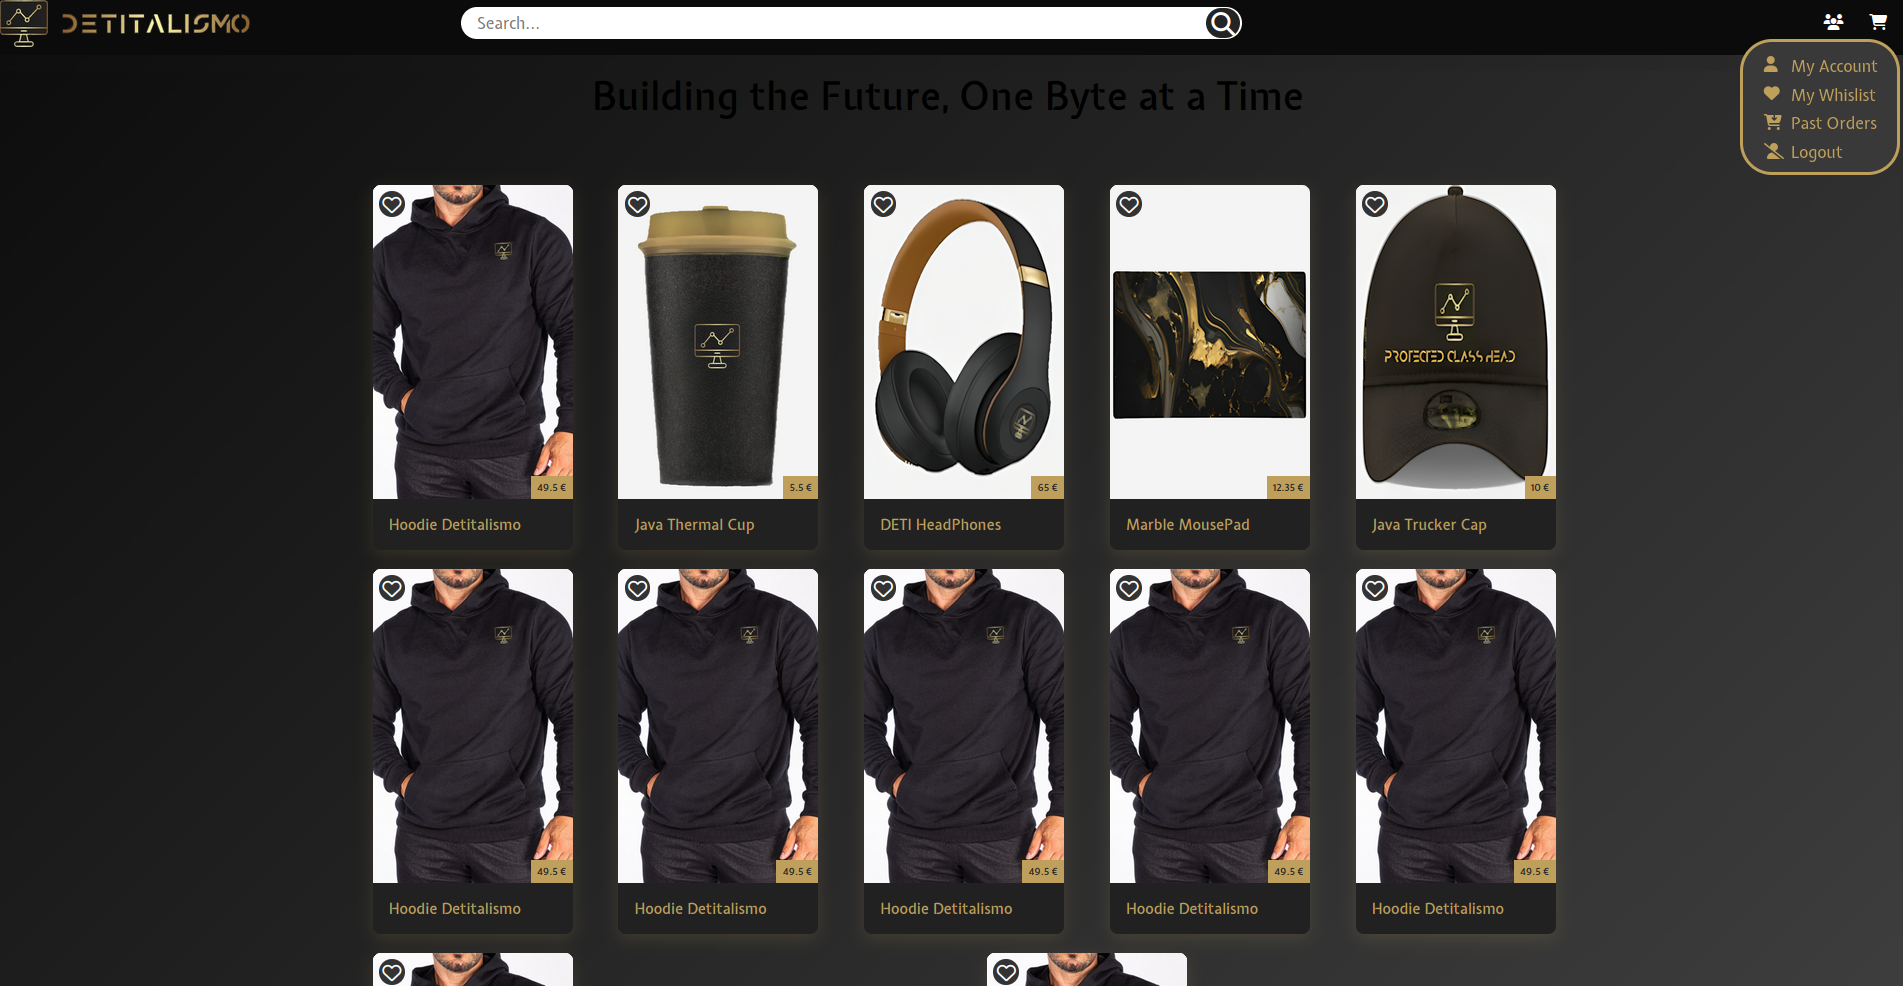 DETITALISMO
Search...
Building the Future, One Byte at a Time
My Account
My Whislist
Past Orders
Logout
PROTECTED CLASS HEAD
49.5 €
5.5 €
65 €
12.35 €
10 €
Hoodie Detitalismo
Java Thermal Cup
DETI HeadPhones
Marble MousePad
Java Trucker Cap
49.5 €
49.5 €
49.5 €
49.5 €
49.5 €
Hoodie Detitalismo
Hoodie Detitalismo
Hoodie Detitalismo
Hoodie Detitalismo
Hoodie Detitalismo